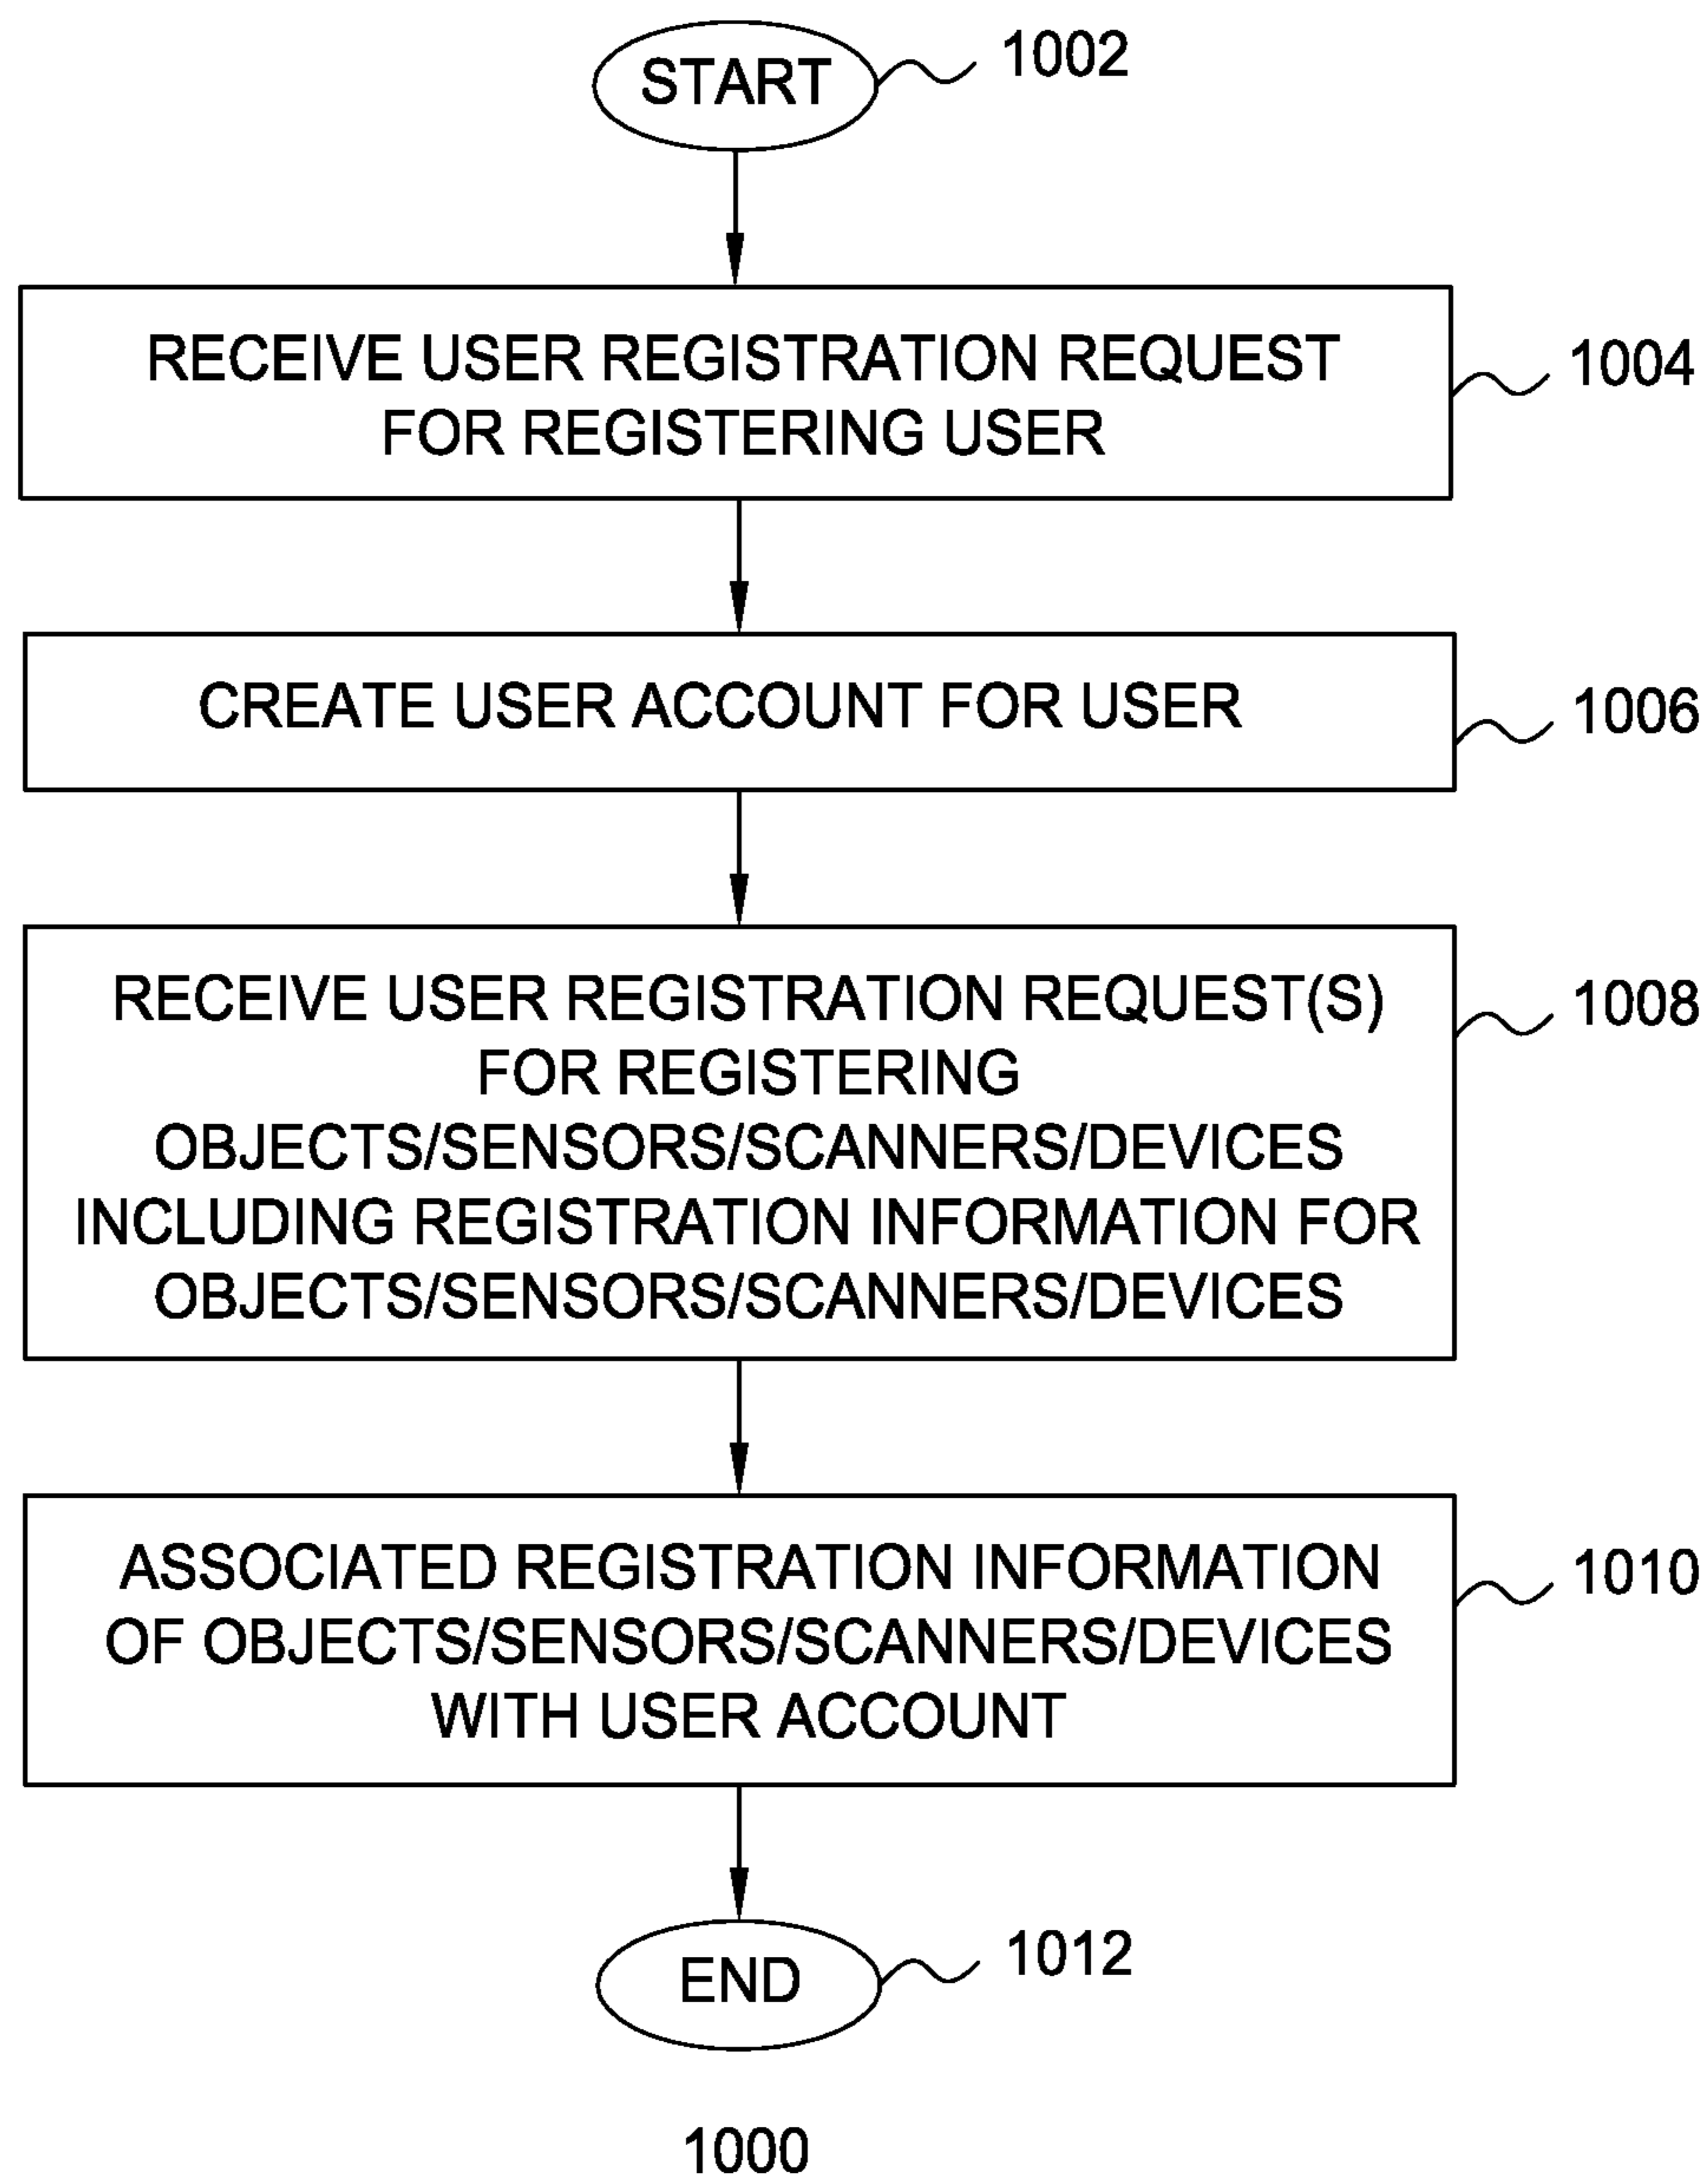 START
1002
RECEIVE USER REGISTRATION REQUEST
FOR REGISTERING USER
1004
CREATE USER ACCOUNT FOR USER
1006
RECEIVE USER REGISTRATION REQUEST(S)
FOR REGISTERING
OBJECTS/SENSORS/SCANNERS/DEVICES
INCLUDING REGISTRATION INFORMATION FOR
OBJECTS/SENSORS/SCANNERS/DEVICES
1008
ASSOCIATED REGISTRATION INFORMATION
OF OBJECTS/SENSORS/SCANNERS/DEVICES
WITH USER ACCOUNT
1010
END
1012
1000